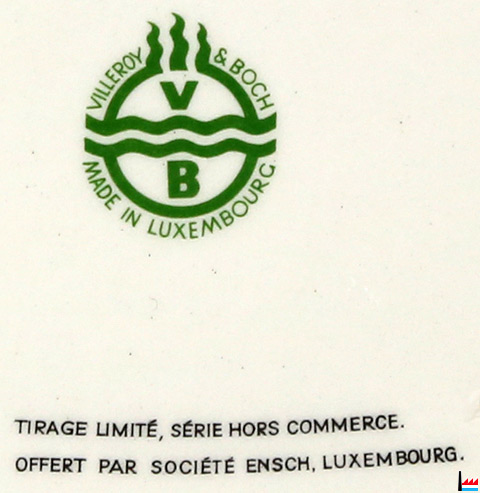 VILLEROY & BOCH
V
B
MADE IN LUXEMBOURG.
TIRAGE LIMITÉ, SÉRIE HORS COMMERCE.
OFFERT PAR SOCIÉTÉ ENSCH, LUXEMBOURG.